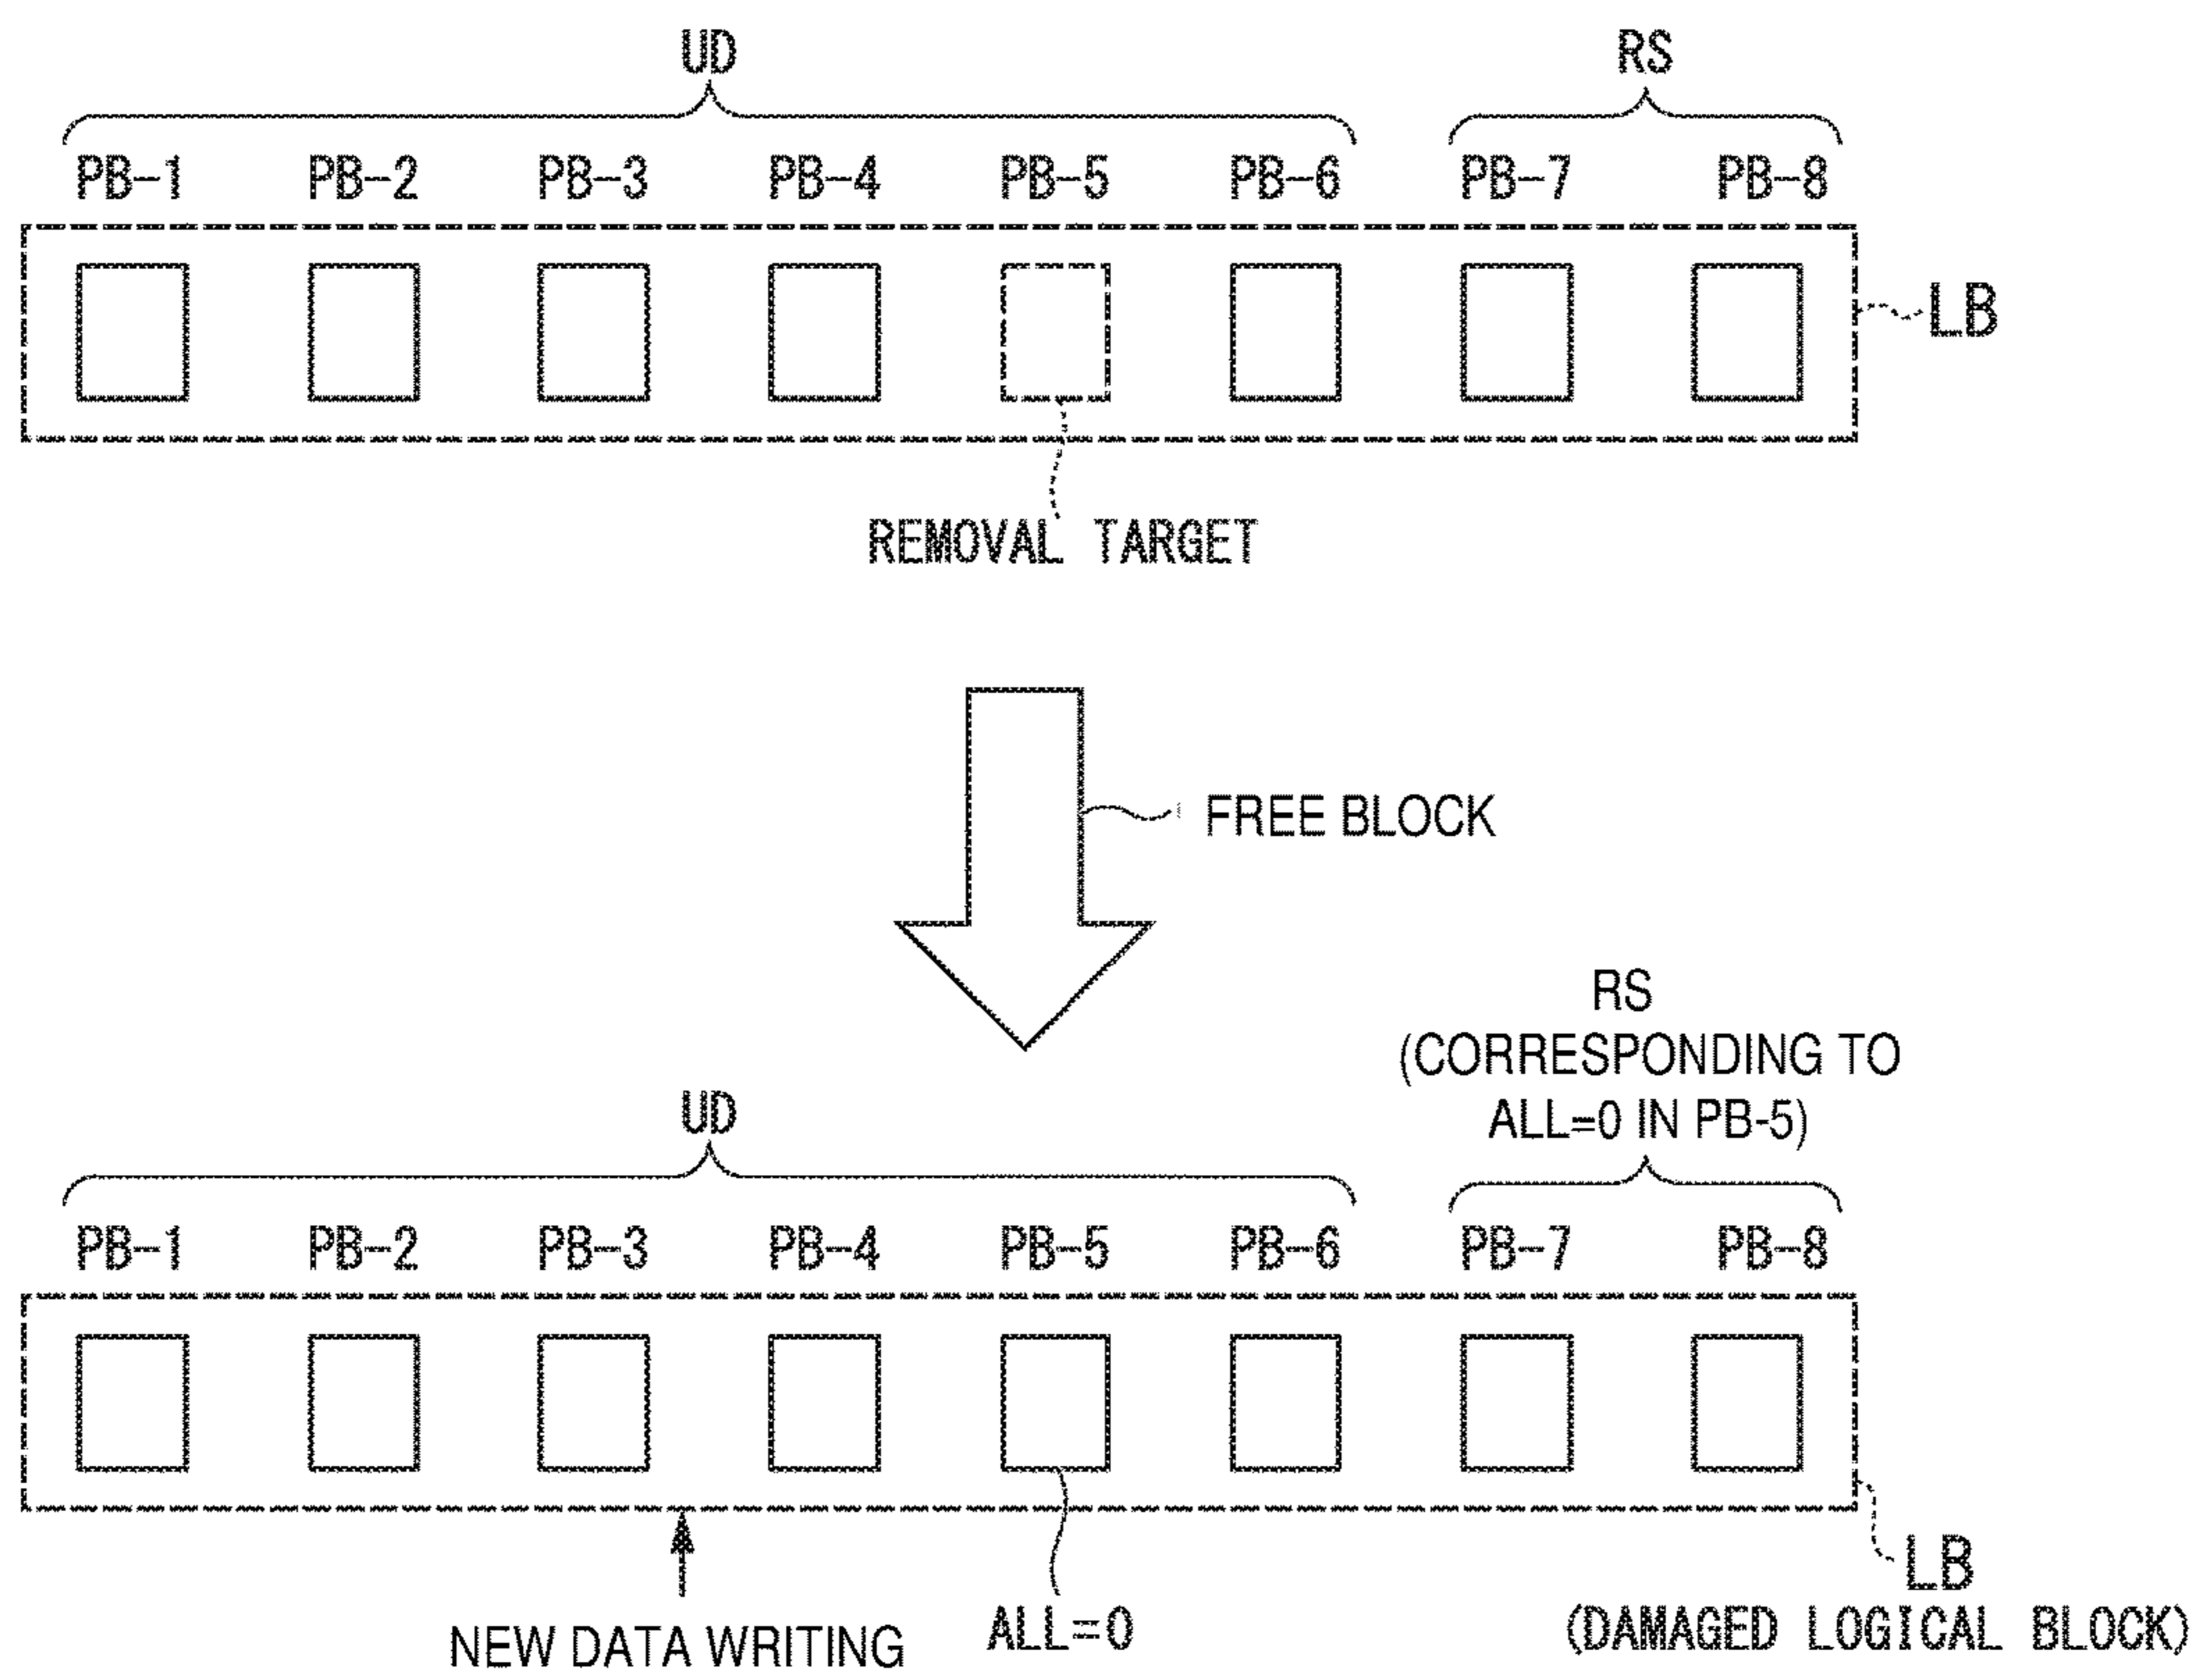 UD RS
PB-1 PB-2 PB-3 PB-4 PB-5 PB-6 PB-7 PB-8
LB
REMOVAL TARGET
FREE BLOCK
RS
(CORRESPONDING TO
ALL=0 IN PB-5)
UD
PB-1 PB-2 PB-3 PB-4 PB-5 PB-6 PB-7 PB-8
LB
(DAMAGED LOGICAL BLOCK)
NEW DATA WRITING
ALL=0